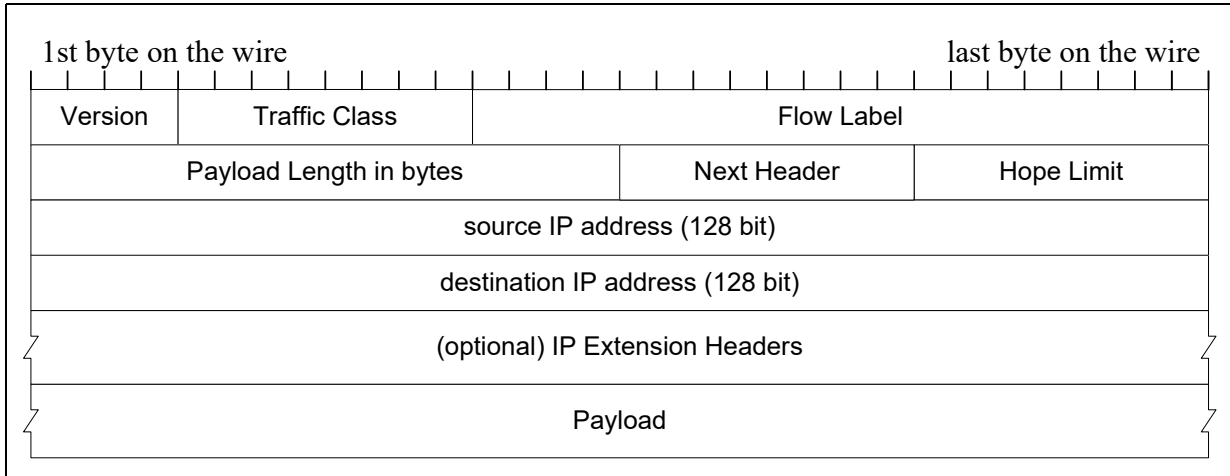 1st byte on the wire last byte on the wire
Version Traffic Class Flow Label
Payload Length in bytes Next Header Hope Limit
source IP address (128 bit)
destination IP address (128 bit)
(optional) IP Extension Headers
Payload